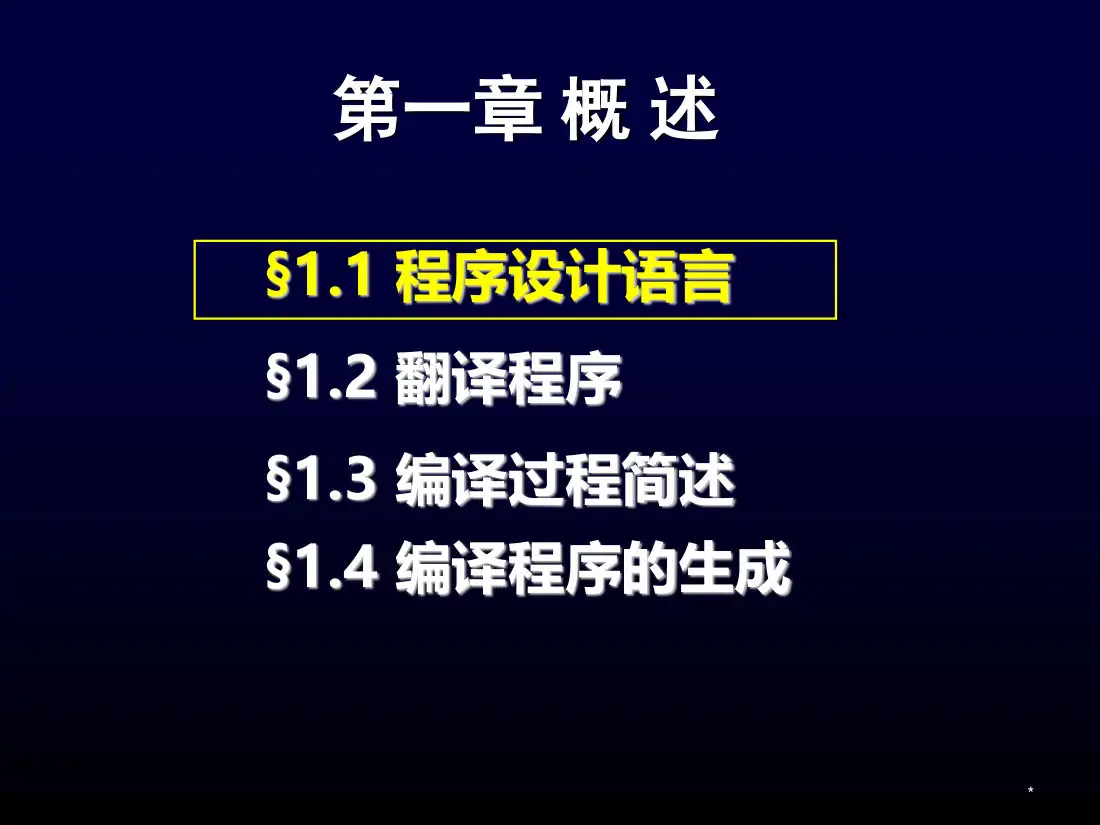 第一章 概 述
§1.1 程序设计语言
§1.2 翻译程序
§1.3 编译过程简述
§1.4 编译程序的生成
*